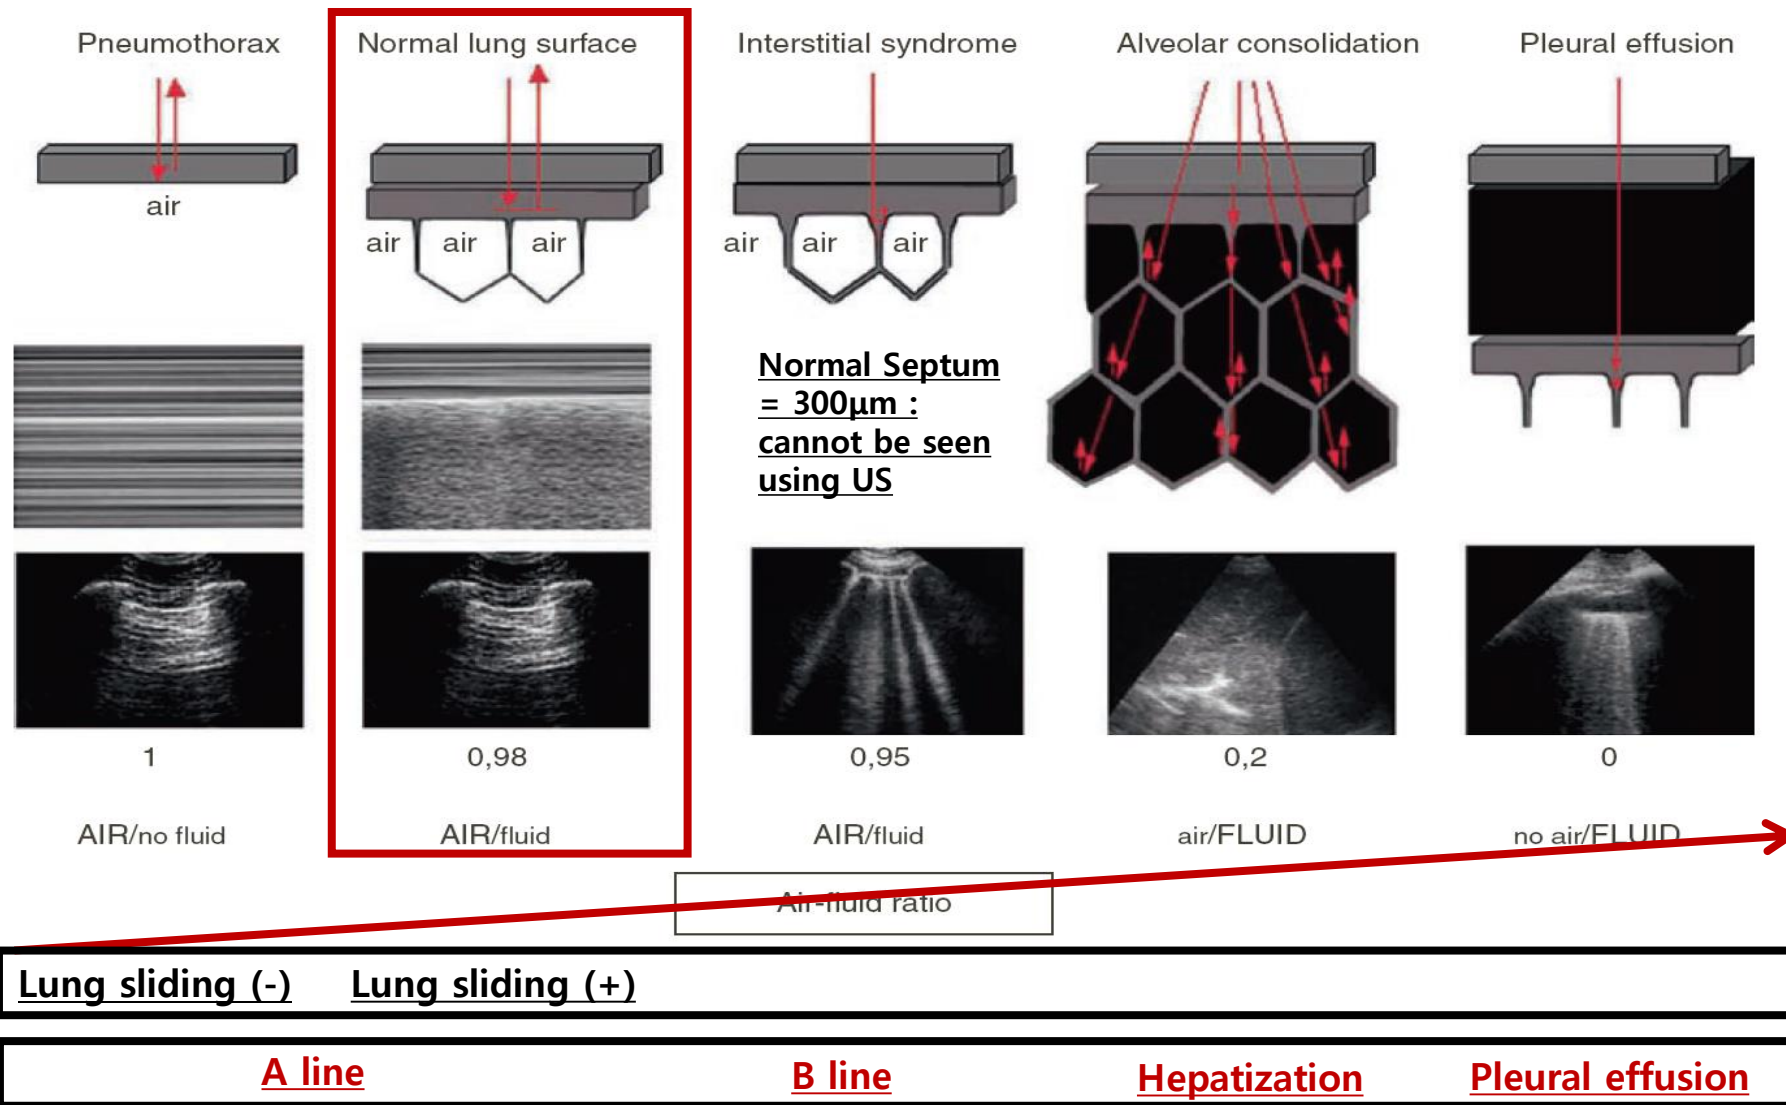 Pneumothorax
Normal lung surface
Interstitial syndrome
Alveolar consolidation
Pleural effusion
air
air air air
air air air
Normal Septum
= 300µm :
cannot be seen
using US
1
0,98
0,95
0,2
0
AIR/no fluid
AIR/fluid
AIR/fluid
air/FLUID
no air/FLUID
Air-fluid ratio
Lung sliding (-)
Lung sliding (+)
A line
B line
Hepatization
Pleural effusion